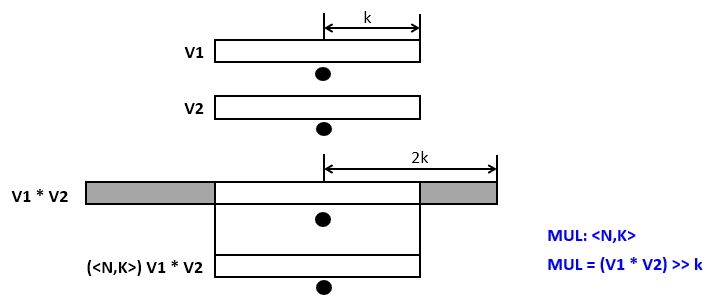 k
V1
V2
2k
V1 * V2
MUL: <N,K>
(<N,K>) V1 * V2
MUL = (V1 * V2) >> k